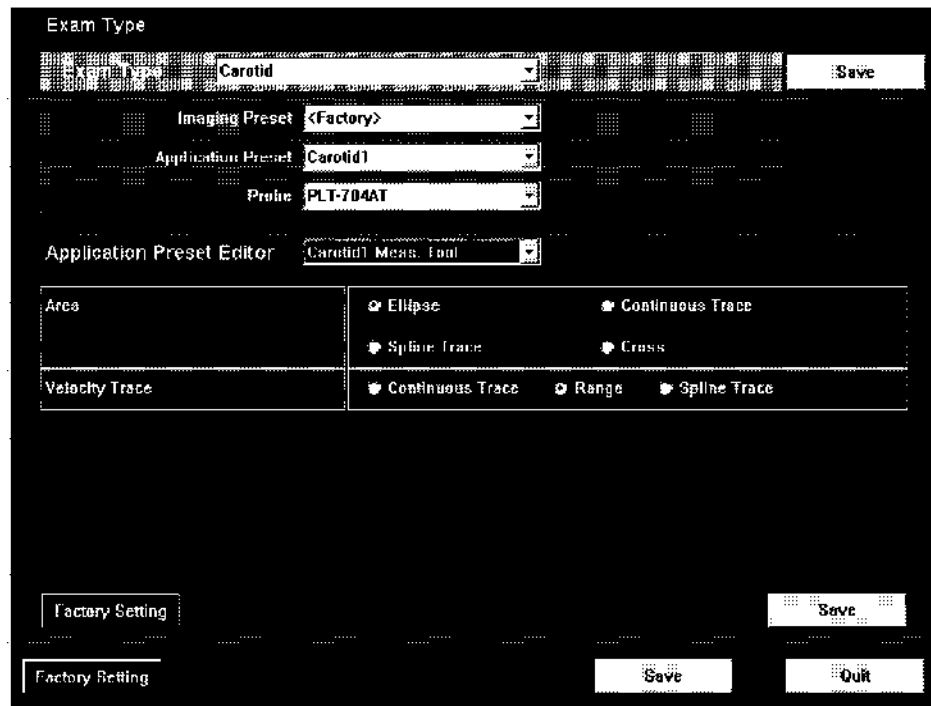 Exam Type
Exam Type Carotid Save
Imaging Preset <Factory>
Application Preset Carotid1
Probe PLT-704AT
Application Preset Editor Carotid1 Meas. Tool
Area Ellipse Continuous Trace
Spline Trace Cross
Velocity Trace Continuous Trace Range Spline Trace
Factory Setting Save
Factory Setting Save Quit